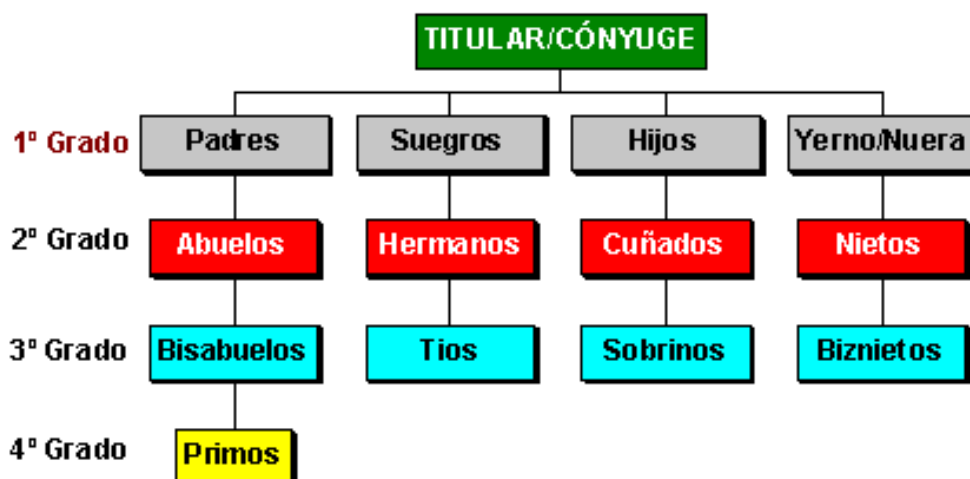 TITULAR/CÓNYUGE
1º Grado Padres Suegros Hijos Yerno/Nuera
2º Grado Abuelos Hermanos Cuñados Nietos
3º Grado Bisabuelos Tios Sobrinos Biznietos
4º Grado Primos